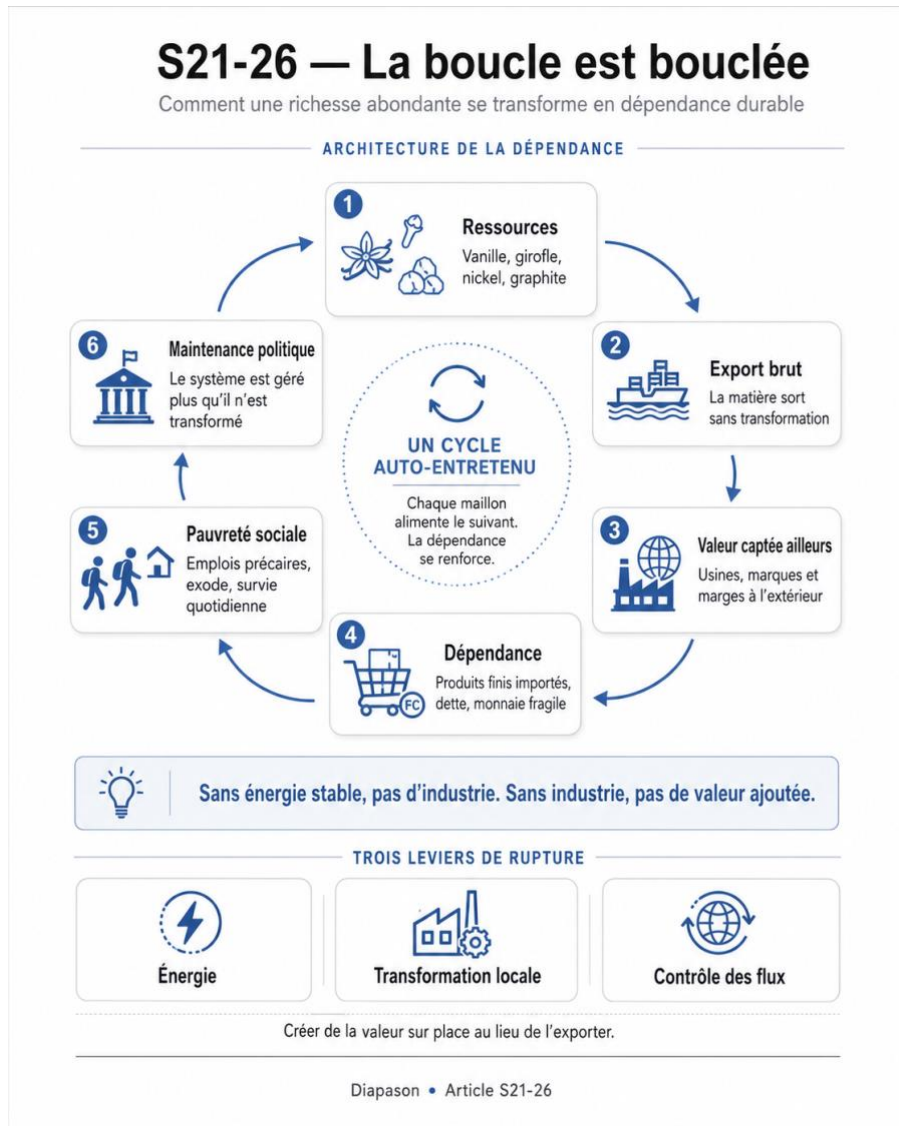 S21-26 — La boucle est bouclée
Comment une richesse abondante se transforme en dépendance durable
ARCHITECTURE DE LA DÉPENDANCE
1
Ressources
Vanille, girofle,
nickel, graphite
2
Export brut
La matière sort
sans transformation
3
Valeur captée ailleurs
Usines, marques et
marges à l'extérieur
4
Dépendance
Produits finis importés,
dette, monnaie fragile
FC
5
Pauvreté sociale
Emplois précaires,
exode, survie
quotidienne
6
Maintenance politique
Le système est géré
plus qu'il n'est
transformé
UN CYCLE
AUTO-ENTRETENU
Chaque maillon
alimente le suivant.
La dépendance
se renforce.
Sans énergie stable, pas d'industrie. Sans industrie, pas de valeur ajoutée.
TROIS LEVIERS DE RUPTURE
Énergie
Transformation locale
Contrôle des flux
Créer de la valeur sur place au lieu de l'exporter.
Diapason • Article S21-26